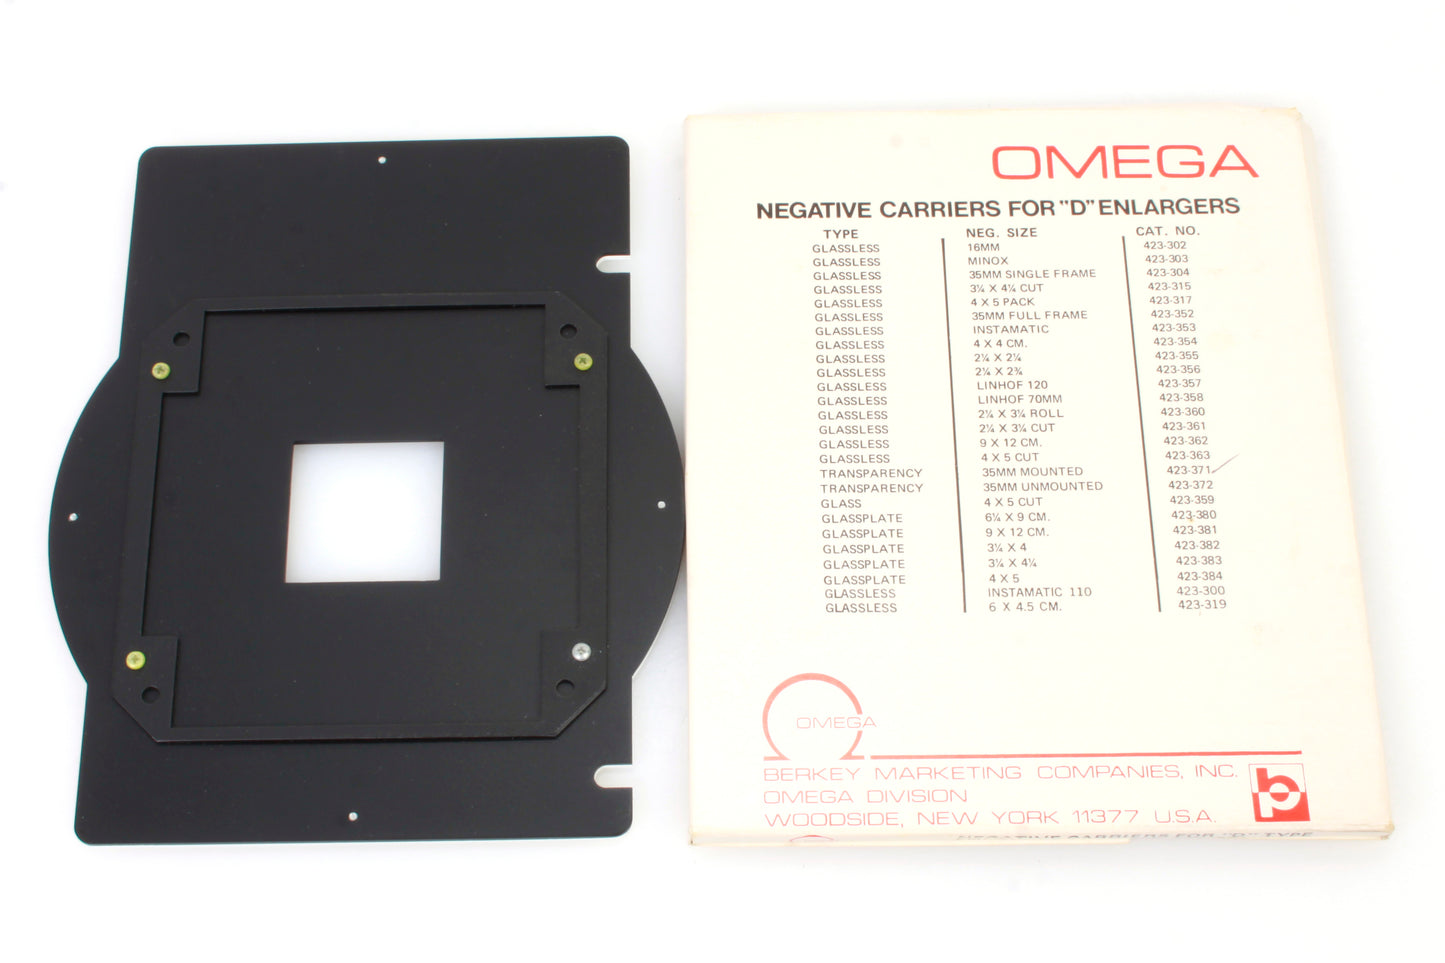 OMEGA
NEGATIVE CARRIERS FOR "D" ENLARGERS
TYPE NEG. SIZE CAT. NO.
GLASSLESS 16MM 423-302
GLASSLESS MINOX 423-303
GLASSLESS 35MM SINGLE FRAME 423-304
GLASSLESS 3¼ X 4¼ CUT 423-315
GLASSLESS 4 X 5 PACK 423-317
GLASSLESS 35MM FULL FRAME 423-352
GLASSLESS INSTAMATIC 423-353
GLASSLESS 4 X 4 CM. 423-354
GLASSLESS 2¼ X 2¼ 423-355
GLASSLESS 2¼ X 2¾ 423-356
GLASSLESS LINHOF 120 423-357
GLASSLESS LINHOF 70MM 423-358
GLASSLESS 2¼ X 3¼ ROLL 423-360
GLASSLESS 2¼ X 3¼ CUT 423-361
GLASSLESS 9 X 12 CM. 423-362
GLASSLESS 4 X 5 CUT 423-363
TRANSPARENCY 35MM MOUNTED 423-371
TRANSPARENCY 35MM UNMOUNTED 423-372
GLASS 4 X 5 CUT 423-359
GLASSPLATE 6¼ X 9 CM. 423-380
GLASSPLATE 9 X 12 CM. 423-381
GLASSPLATE 3¼ X 4 423-382
GLASSPLATE 3¼ X 4¼ 423-383
GLASSPLATE 4 X 5 423-384
GLASSLESS INSTAMATIC 110 423-300
GLASSLESS 6 X 4.5 CM. 423-319
OMEGA
BERKEY MARKETING COMPANIES, INC.
OMEGA DIVISION
WOODSIDE, NEW YORK 11377 U.S.A.
bp
NEGATIVE CARRIERS FOR "D" TYPE